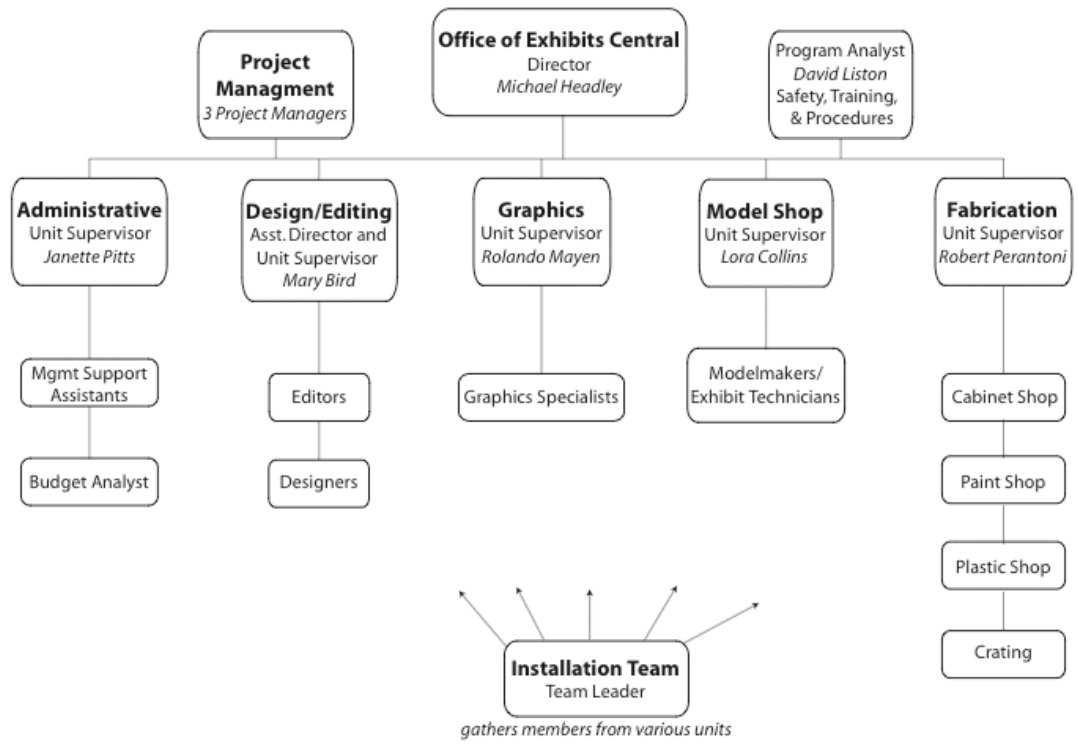 Office of Exhibits Central
Director
Michael Headley
Project
Managment
3 Project Managers
Program Analyst
David Liston
Safety, Training,
& Procedures
Administrative
Unit Supervisor
Janette Pitts
Design/Editing
Asst. Director and
Unit Supervisor
Mary Bird
Graphics
Unit Supervisor
Rolando Mayen
Model Shop
Unit Supervisor
Lora Collins
Fabrication
Unit Supervisor
Robert Perantoni
Mgmt Support
Assistants
Budget Analyst
Editors
Designers
Graphics Specialists
Modelmakers/
Exhibit Technicians
Cabinet Shop
Paint Shop
Plastic Shop
Crating
Installation Team
Team Leader
gathers members from various units